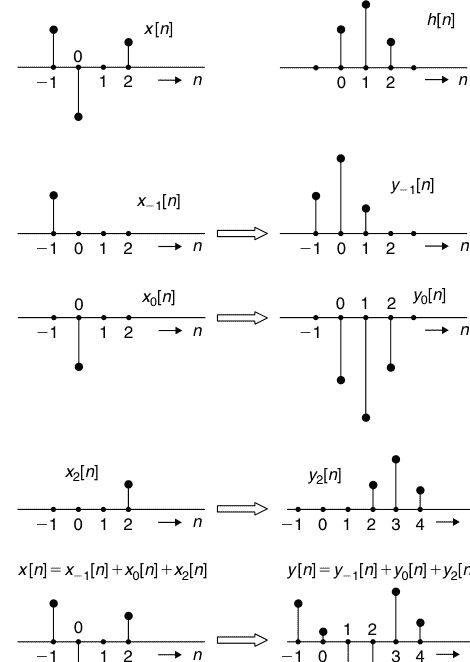 x[n]
h[n]
0
−1 1 2 n
0 1 2 n
x₋₁[n]
y₋₁[n]
−1 0 1 2 n
−1 0 1 2 n
0 x₀[n]
0 1 2 y₀[n]
−1 1 2 n
−1 n
x₂[n]
y₂[n]
−1 0 1 2 n
−1 0 1 2 3 4
x[n] = x₋₁[n] + x₀[n] + x₂[n]
y[n] = y₋₁[n] + y₀[n] + y₂[n
0
1 2
−1 1 2 n
−1 0 3 4